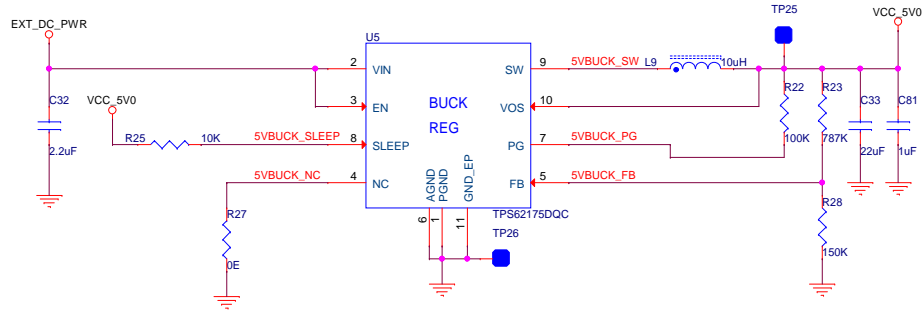 TP25
EXT_DC_PWR
VCC_5V0
U5
2
VIN
SW
9
5VBUCK_SW
L9
10uH
C32
VCC_5V0
3
EN
BUCK
REG
VOS
10
R22
R23
C33
C81
2.2uF
R25
10K
5VBUCK_SLEEP
8
SLEEP
PG
7
5VBUCK_PG
100K
787K
22uF
1uF
5VBUCK_NC
4
NC
AGND
PGND
GND_EP
FB
5
5VBUCK_FB
R27
6
1
11
TPS62175DQC
TP26
R28
0E
150K